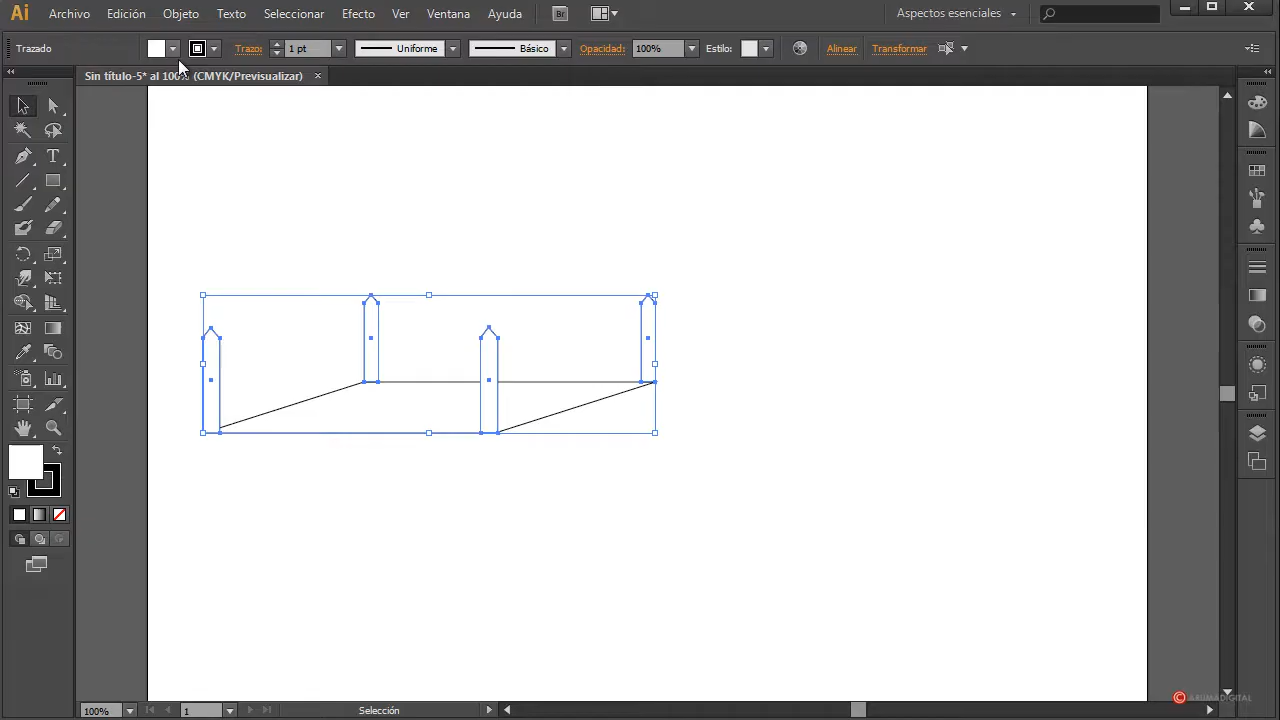 Ai Archivo Edición Objeto Texto Seleccionar Efecto Ver Ventana Ayuda Br Aspectos esenciales
Trazado Trazo: 1 pt Uniforme Básico Opacidad: 100% Estilo: Alinear Transformar
Sin título-5* al 100% (CMYK/Previsualizar)
T
100% 1 Selección
© ARUMADIGITAL